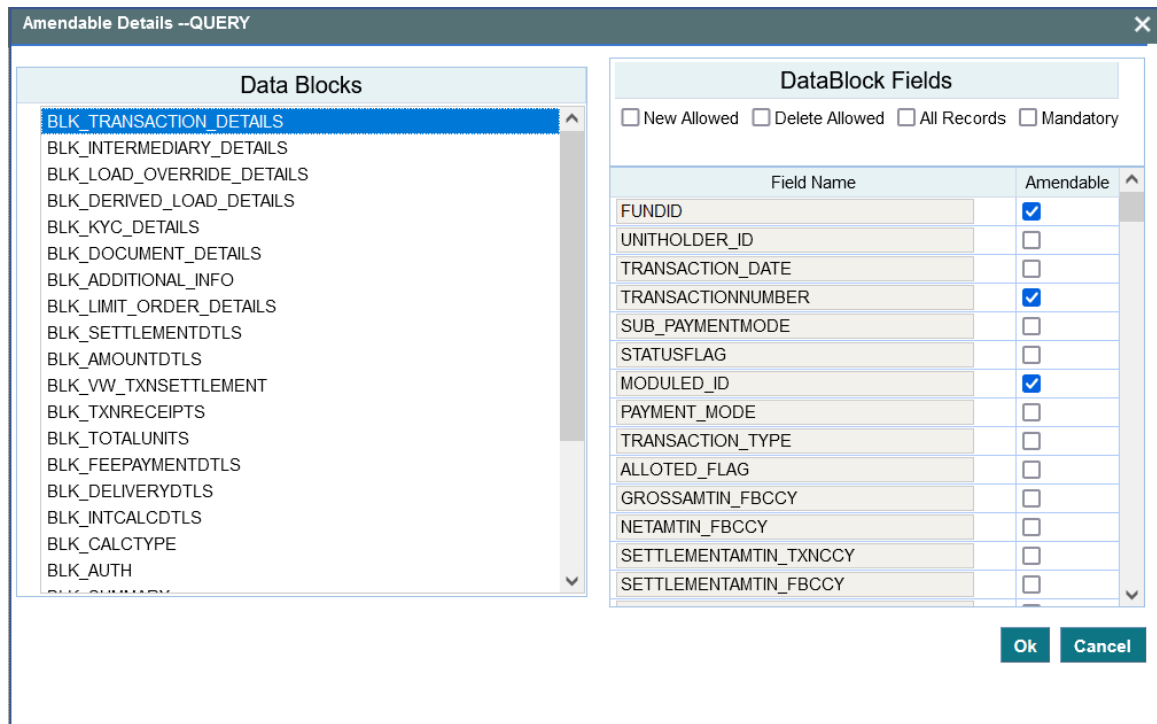 Amendable Details --QUERY
Data Blocks
BLK_TRANSACTION_DETAILS
BLK_INTERMEDIARY_DETAILS
BLK_LOAD_OVERRIDE_DETAILS
BLK_DERIVED_LOAD_DETAILS
BLK_KYC_DETAILS
BLK_DOCUMENT_DETAILS
BLK_ADDITIONAL_INFO
BLK_LIMIT_ORDER_DETAILS
BLK_SETTLEMENTDTLS
BLK_AMOUNTDTLS
BLK_VW_TXNSETTLEMENT
BLK_TXNRECEIPTS
BLK_TOTALUNITS
BLK_FEEPAYMENTDTLS
BLK_DELIVERYDTLS
BLK_INTCALCDTLS
BLK_CALCTYPE
BLK_AUTH
DataBlock Fields
New Allowed Delete Allowed All Records Mandatory
Field Name Amendable
FUNDID
UNITHOLDER_ID
TRANSACTION_DATE
TRANSACTIONNUMBER
SUB_PAYMENTMODE
STATUSFLAG
MODULED_ID
PAYMENT_MODE
TRANSACTION_TYPE
ALLOTED_FLAG
GROSSAMTIN_FBCCY
NETAMTIN_FBCCY
SETTLEMENTAMTIN_TXNCCY
SETTLEMENTAMTIN_FBCCY
Ok Cancel